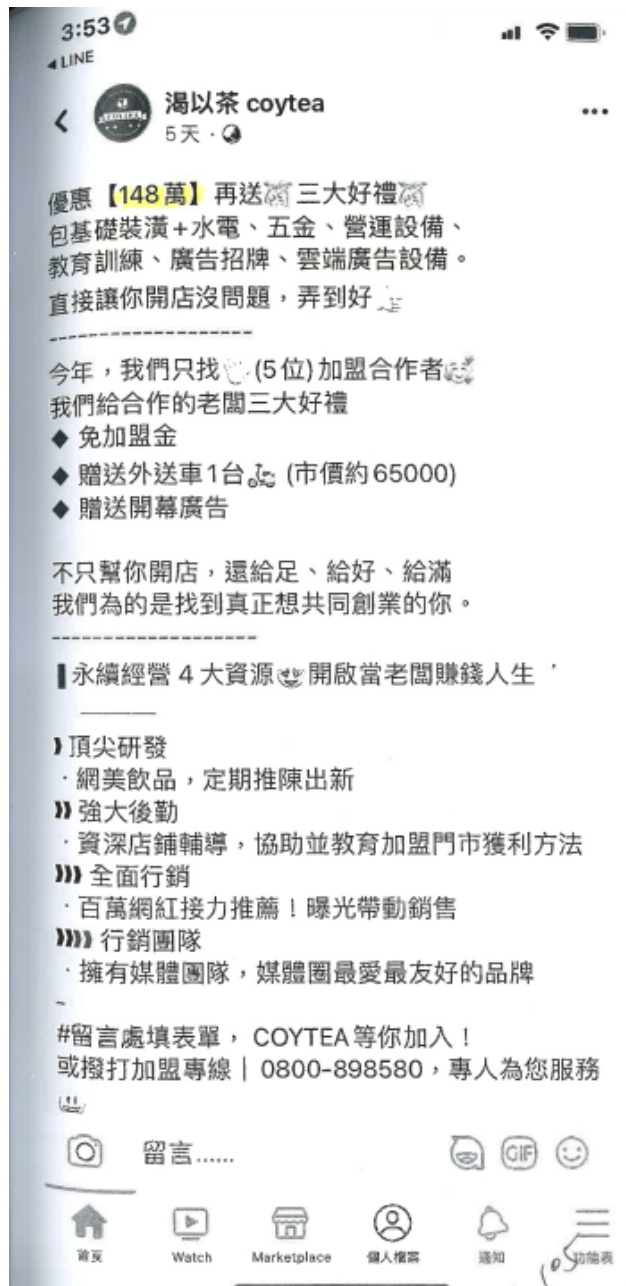 3:53
◀ LINE
渴以茶 coytea
5天 ·
優惠【148萬】再送 三大好禮
包基礎裝潢+水電、五金、營運設備、
教育訓練、廣告招牌、雲端廣告設備。
直接讓你開店沒問題,弄到好
--------------------
今年,我們只找 (5位)加盟合作者
我們給合作的老闆三大好禮
◆ 免加盟金
◆ 贈送外送車1台 (市價約65000)
◆ 贈送開幕廣告
不只幫你開店,還給足、給好、給滿
我們為的是找到真正想共同創業的你。
--------------------
▌永續經營 4 大資源 開啟當老闆賺錢人生
頂尖研發
·網美飲品,定期推陳出新
強大後勤
·資深店鋪輔導,協助並教育加盟門市獲利方法
全面行銷
·百萬網紅接力推薦!曝光帶動銷售
行銷團隊
·擁有媒體團隊,媒體圈最愛最友好的品牌
-
#留言處填表單, COYTEA等你加入!
或撥打加盟專線| 0800-898580,專人為您服務
留言......
GIF
首頁 Watch Marketplace 個人檔案 通知 功能表
105